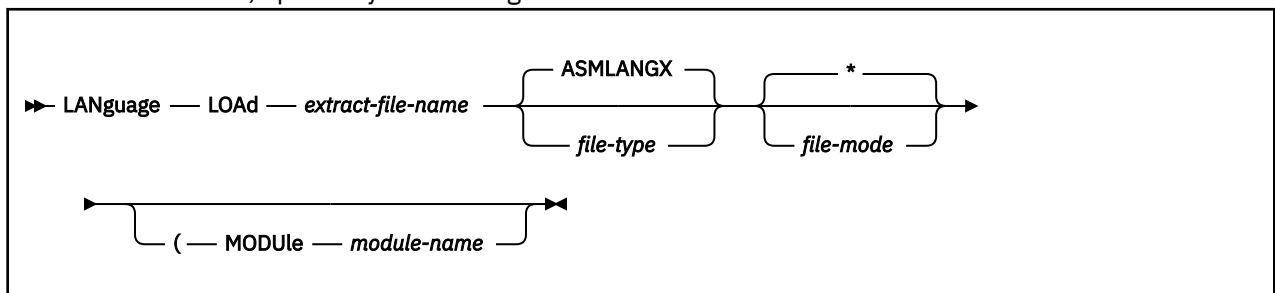 ASMLANGX *
LANguage LOAd extract-file-name
file-type file-mode
( MODUle module-name